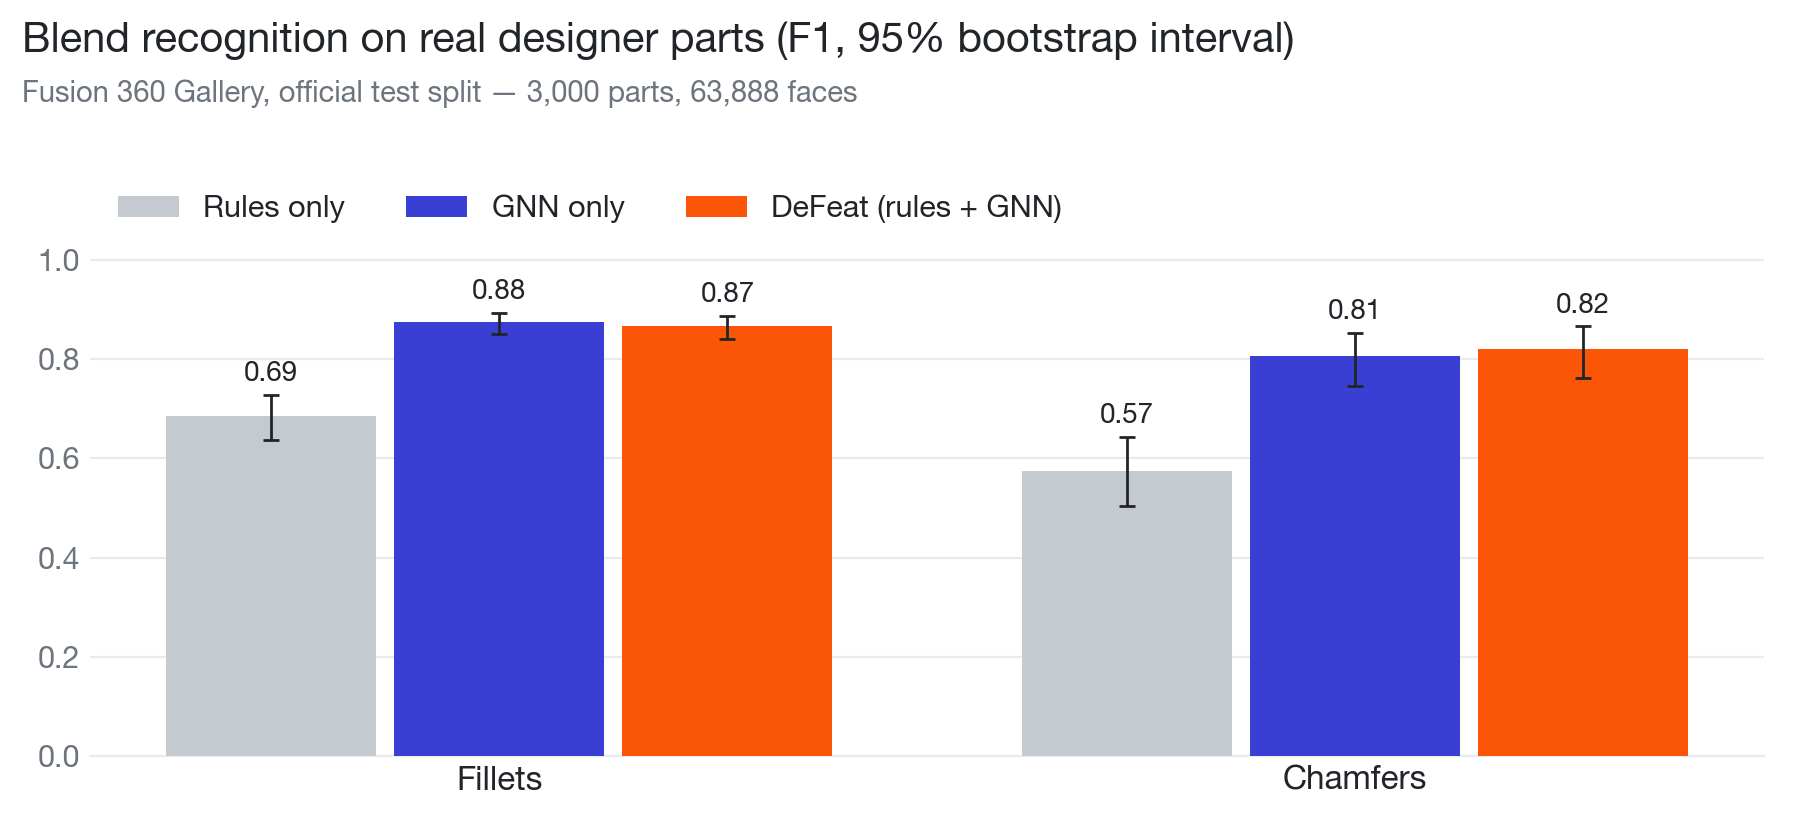 Blend recognition on real designer parts (F1, 95% bootstrap interval)
Fusion 360 Gallery, official test split — 3,000 parts, 63,888 faces
Rules only GNN only DeFeat (rules + GNN)
1.0
0.8
0.6
0.4
0.2
0.0
0.69 0.88 0.87 0.57 0.81 0.82
Fillets Chamfers